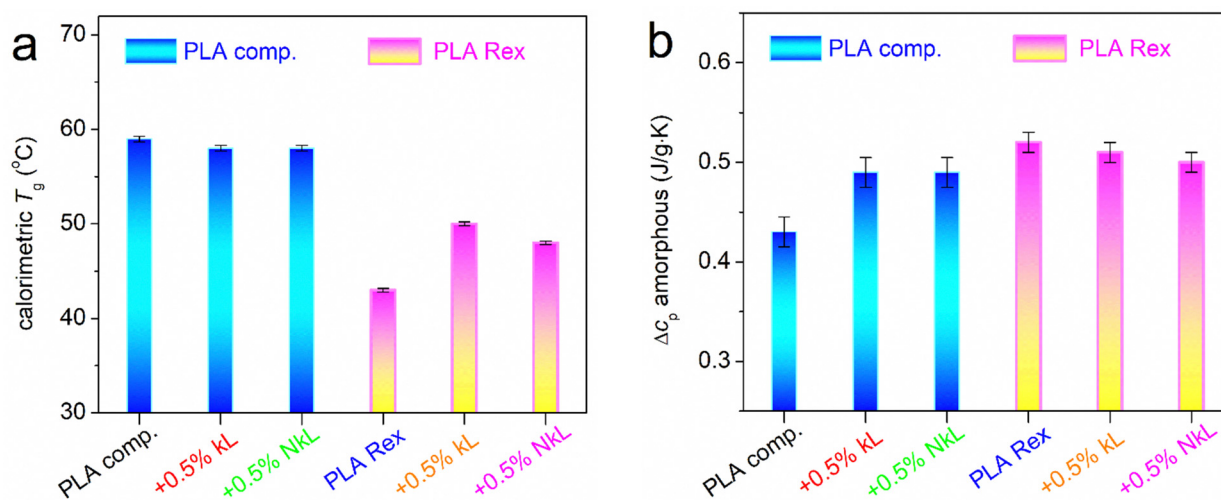 a
calorimetric Tg (°C)
70
60
50
40
30
PLA comp.
PLA Rex
PLA comp.
+0.5% kL
+0.5% NkL
PLA Rex
+0.5% kL
+0.5% NkL
b
Δcp amorphous (J/g·K)
0.6
0.5
0.4
0.3
PLA comp.
PLA Rex
PLA comp.
+0.5% kL
+0.5% NkL
PLA Rex
+0.5% kL
+0.5% NkL